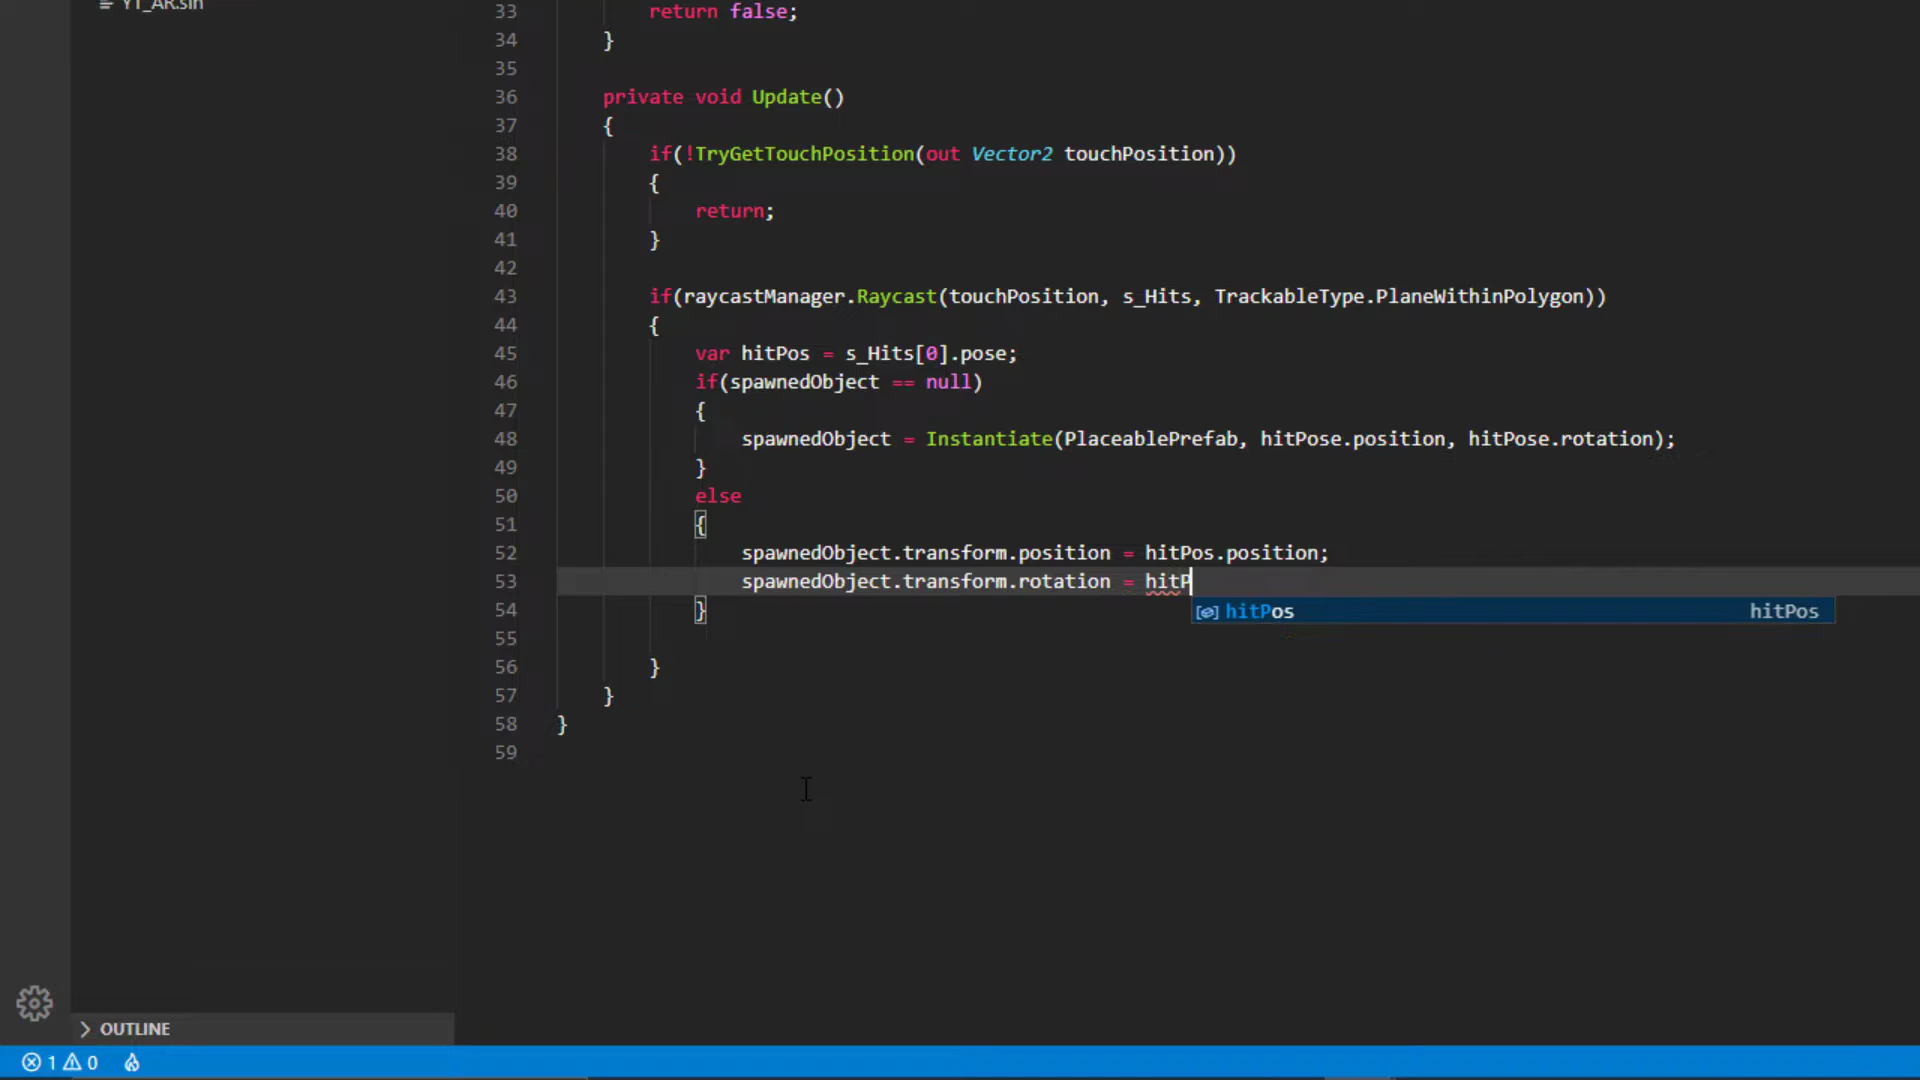 YT_AR.sln
33 return false;
34 }
35
36 private void Update()
37 {
38 if(!TryGetTouchPosition(out Vector2 touchPosition))
39 {
40 return;
41 }
42
43 if(raycastManager.Raycast(touchPosition, s_Hits, TrackableType.PlaneWithinPolygon))
44 {
45 var hitPos = s_Hits[0].pose;
46 if(spawnedObject == null)
47 {
48 spawnedObject = Instantiate(PlaceablePrefab, hitPose.position, hitPose.rotation);
49 }
50 else
51 {
52 spawnedObject.transform.position = hitPos.position;
53 spawnedObject.transform.rotation = hitP
54 }
hitPos hitPos
55
56 }
57 }
58 }
59
OUTLINE
1 0